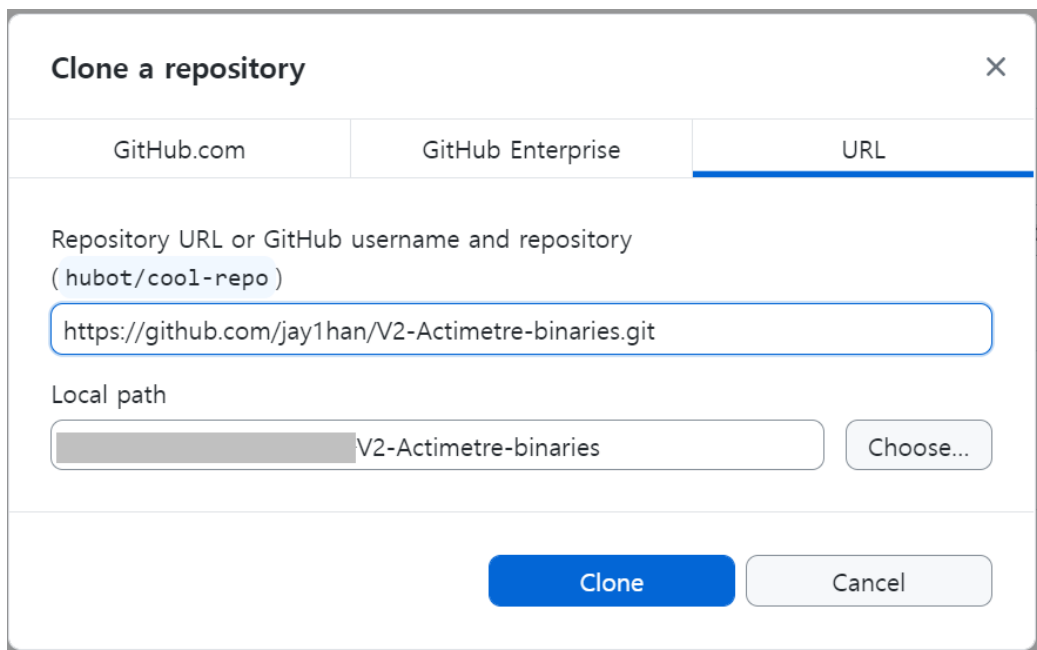 Clone a repository
GitHub.com GitHub Enterprise URL
Repository URL or GitHub username and repository
(hubot/cool-repo)
https://github.com/jay1han/V2-Actimetre-binaries.git
Local path
V2-Actimetre-binaries Choose...
Clone Cancel